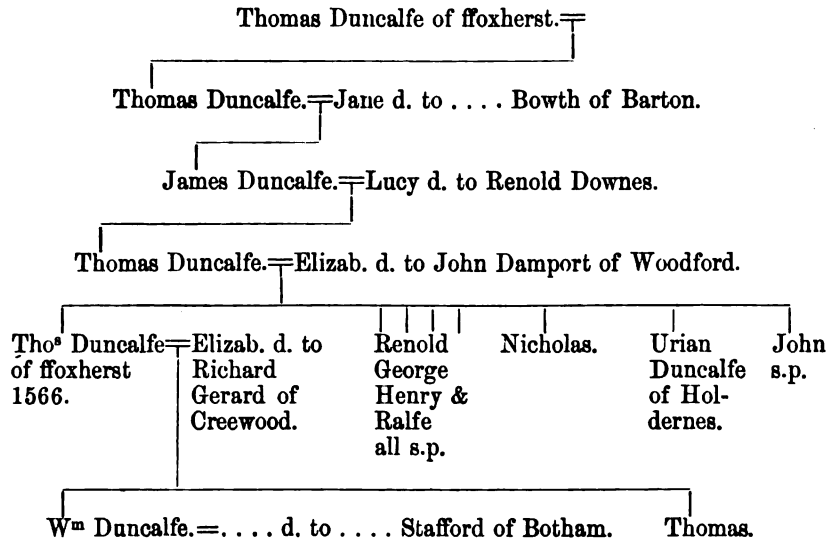 Thomas Duncalfe of ffoxherst.=
Thomas Duncalfe.=Jane d. to . . . . Bowth of Barton.
James Duncalfe.=Lucy d. to Renold Downes.
Thomas Duncalfe.=Elizab. d. to John Damport of Woodford.
Thoˢ Duncalfe=
of ffoxherst
1566.
Elizab. d. to
Richard
Gerard of
Creewood.
Renold
George
Henry &
Ralfe
all s.p.
Nicholas.
Urian
Duncalfe
of Hol-
dernes.
John
s.p.
Wᵐ Duncalfe.=. . . . d. to . . . . Stafford of Botham.
Thomas.